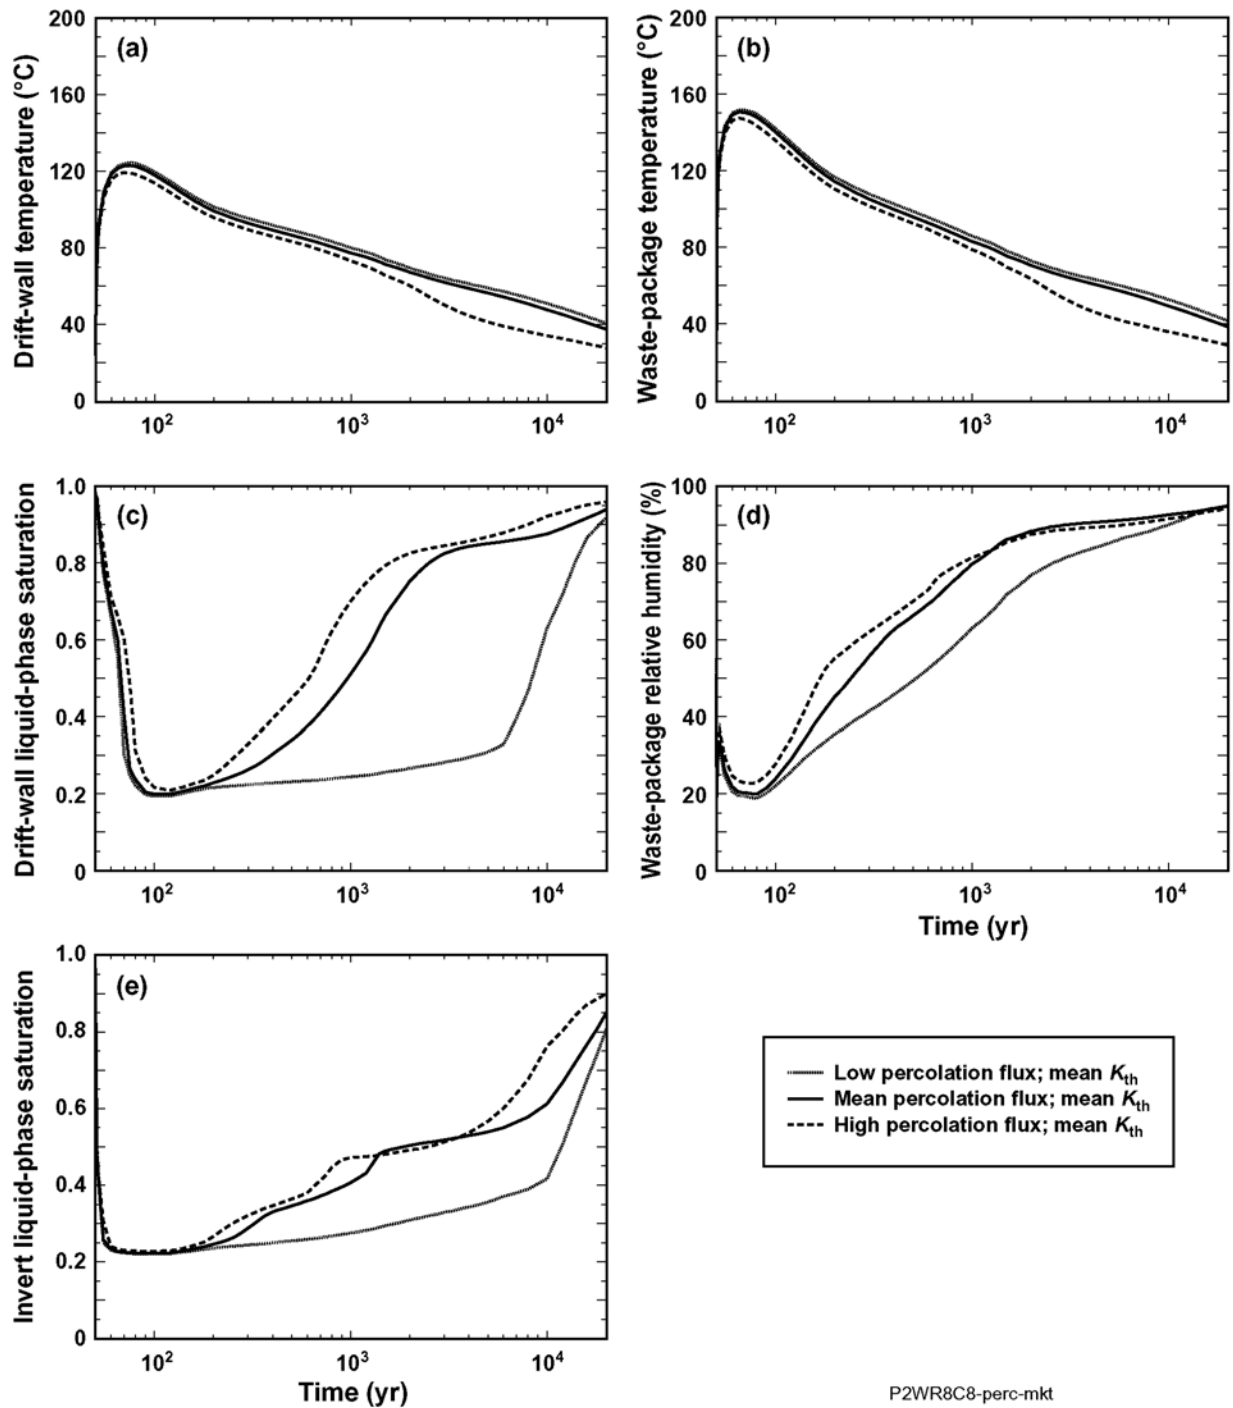 (a)
Drift-wall temperature (°C)
200
160
120
80
40
0
10²
10³
10⁴
(b)
Waste-package temperature (°C)
200
160
120
80
40
0
10²
10³
10⁴
(c)
Drift-wall liquid-phase saturation
1.0
0.8
0.6
0.4
0.2
0
10²
10³
10⁴
(d)
Waste-package relative humidity (%)
100
80
60
40
20
0
10²
10³
10⁴
Time (yr)
(e)
Invert liquid-phase saturation
1.0
0.8
0.6
0.4
0.2
0
10²
10³
10⁴
Time (yr)
Low percolation flux; mean Kth
Mean percolation flux; mean Kth
High percolation flux; mean Kth
P2WR8C8-perc-mkt